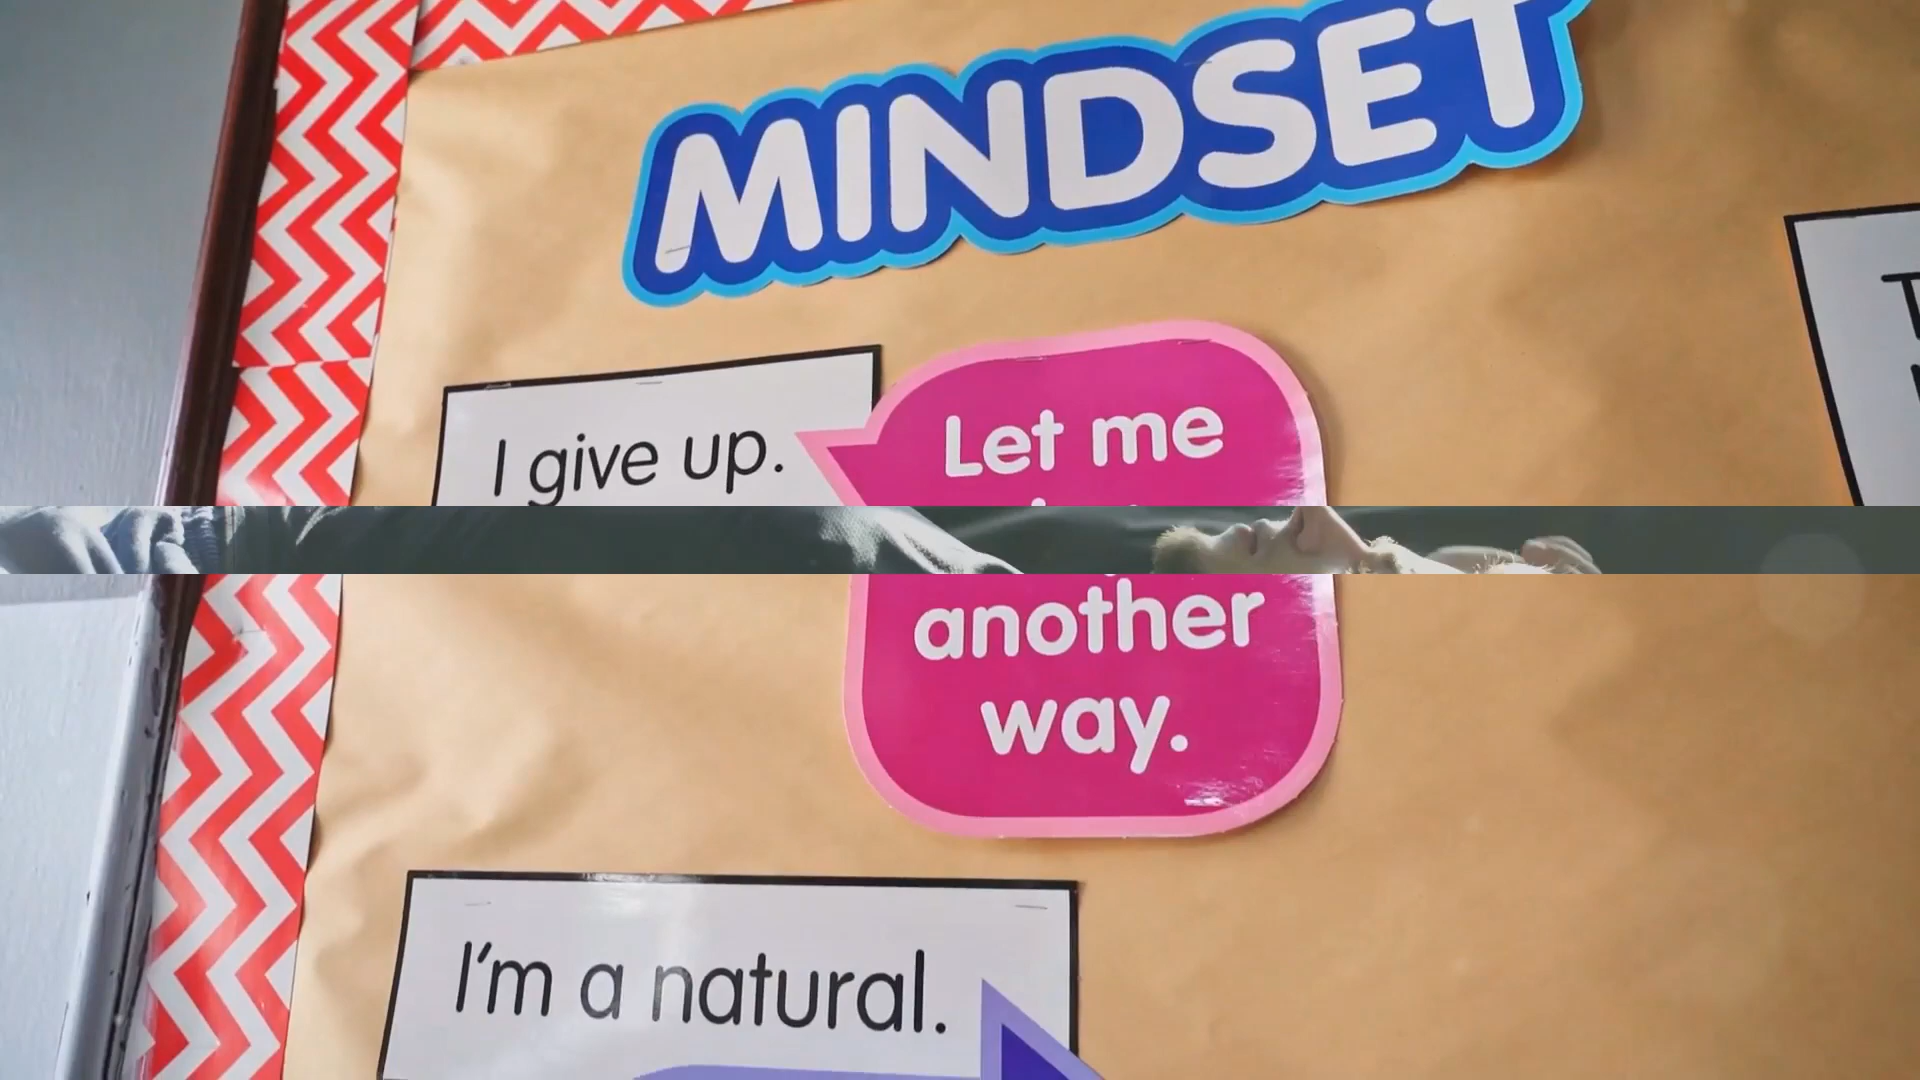 MINDSET
I give up.
Let me
another
way.
I'm a natural.